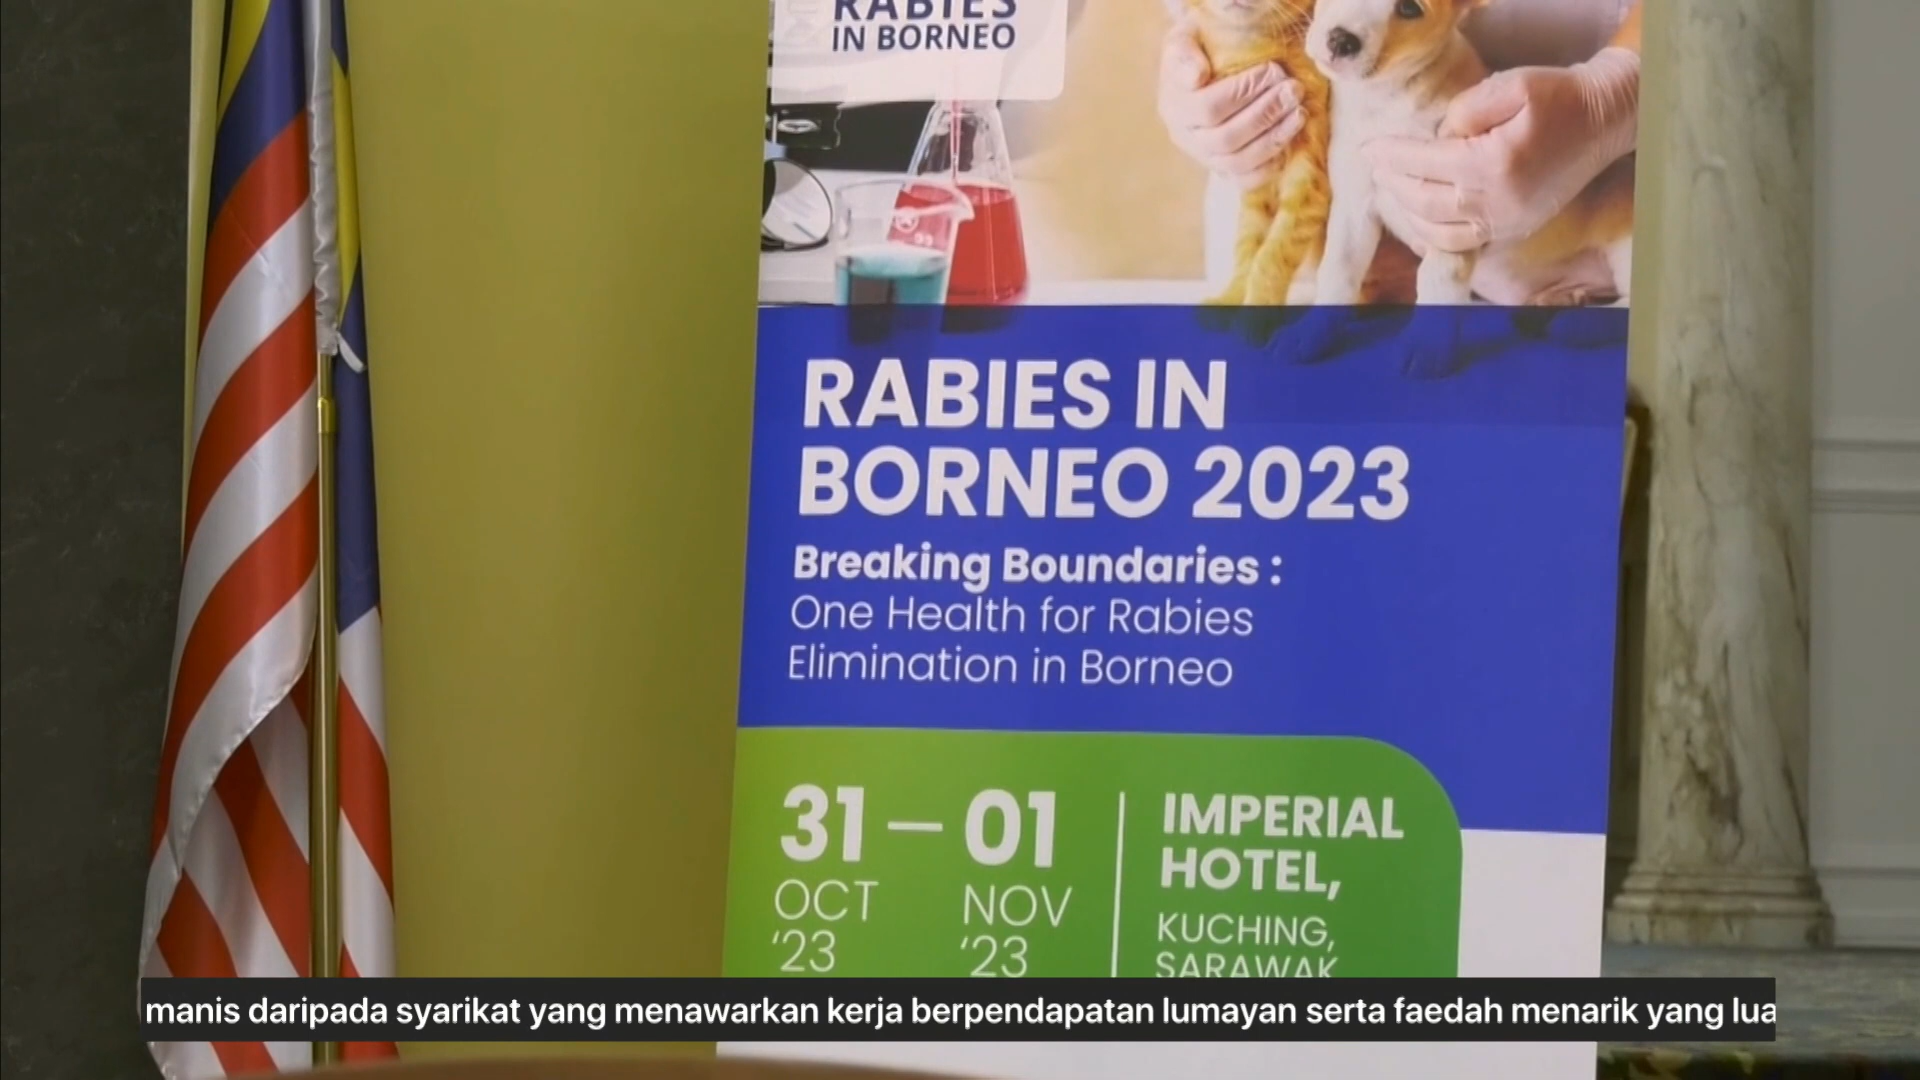 RABIES
IN BORNEO
RABIES IN
BORNEO 2023
Breaking Boundaries :
One Health for Rabies
Elimination in Borneo
31 – 01
OCT NOV
‘23 ‘23
IMPERIAL
HOTEL,
KUCHING,
SARAWAK
manis daripada syarikat yang menawarkan kerja berpendapatan lumayan serta faedah menarik yang lua